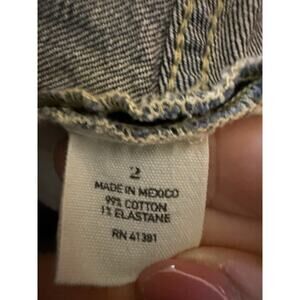 2
MADE IN MEXICO
99% COTTON
1% ELASTANE
RN 41381